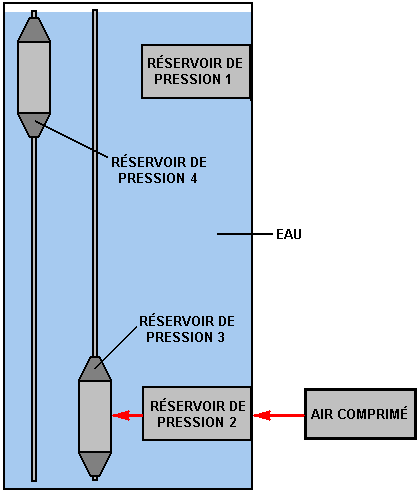 RÉSERVOIR DE
PRESSION 1
RÉSERVOIR DE
PRESSION 4
EAU
RÉSERVOIR DE
PRESSION 3
RÉSERVOIR DE
PRESSION 2
AIR COMPRIMÉ